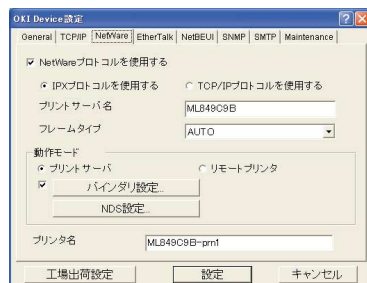 OKI Device設定
General TCP/IP NetWare EtherTalk NetBEUI SNMP SMTP Maintenance
NetWareプロトコルを使用する
IPXプロトコルを使用する TCP/IPプロトコルを使用する
プリントサーバ名 ML849C9B
フレームタイプ AUTO
動作モード
プリントサーバ リモートプリンタ
バインダリ設定...
NDS設定...
プリンタ名 ML849C9B-prn1
工場出荷設定 設定 キャンセル